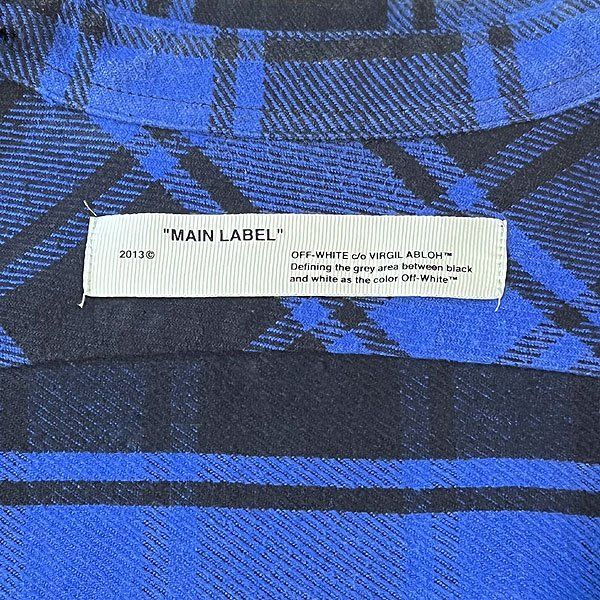 "MAIN LABEL"
2013©
OFF-WHITE c/o VIRGIL ABLOH™
Defining the grey area between black
and white as the color Off-White™